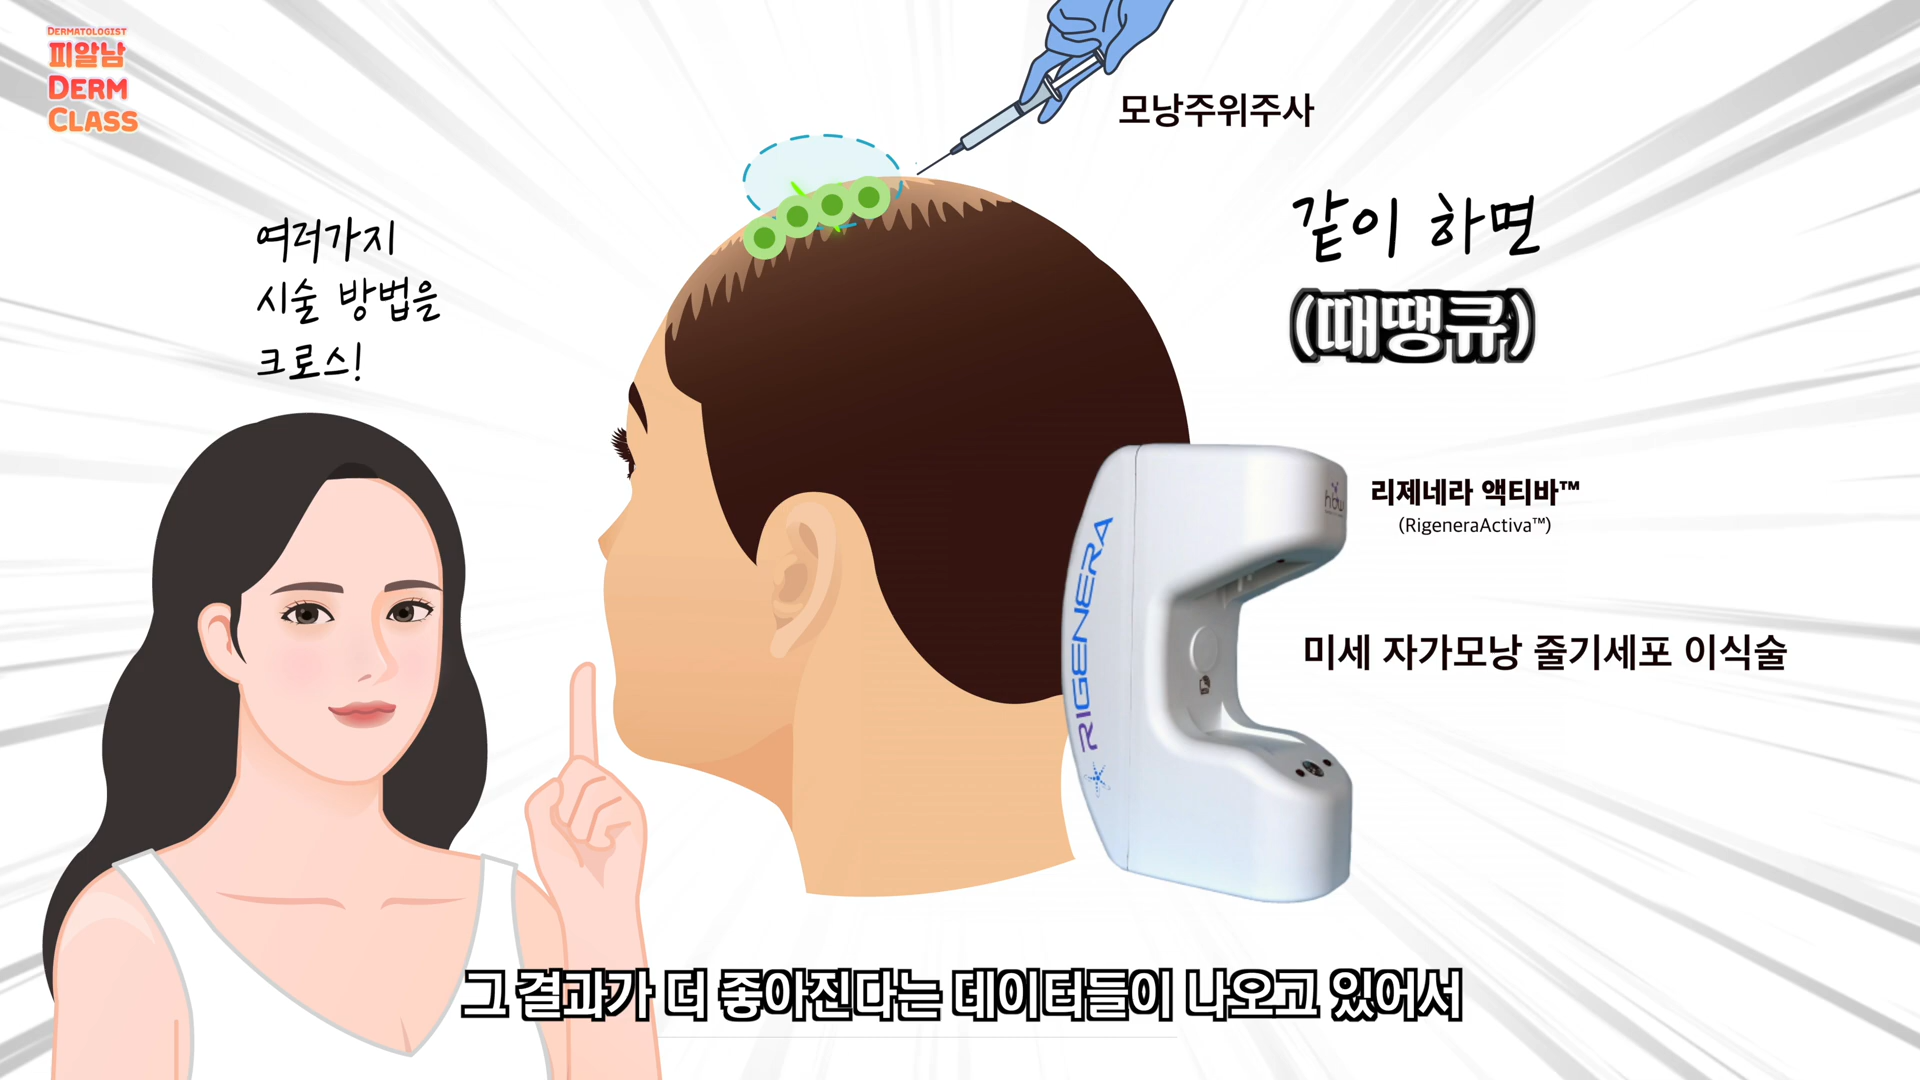 DERMATOLOGIST
피알남
DERM
CLASS
모낭주위주사
여러가지
시술 방법을
크로스!
같이 하면
(때땡큐)
리제네라 액티바™
(RigeneraActiva™)
RIGENERA
미세 자가모낭 줄기세포 이식술
그 결과가 더 좋아진다는 데이터들이 나오고 있어서